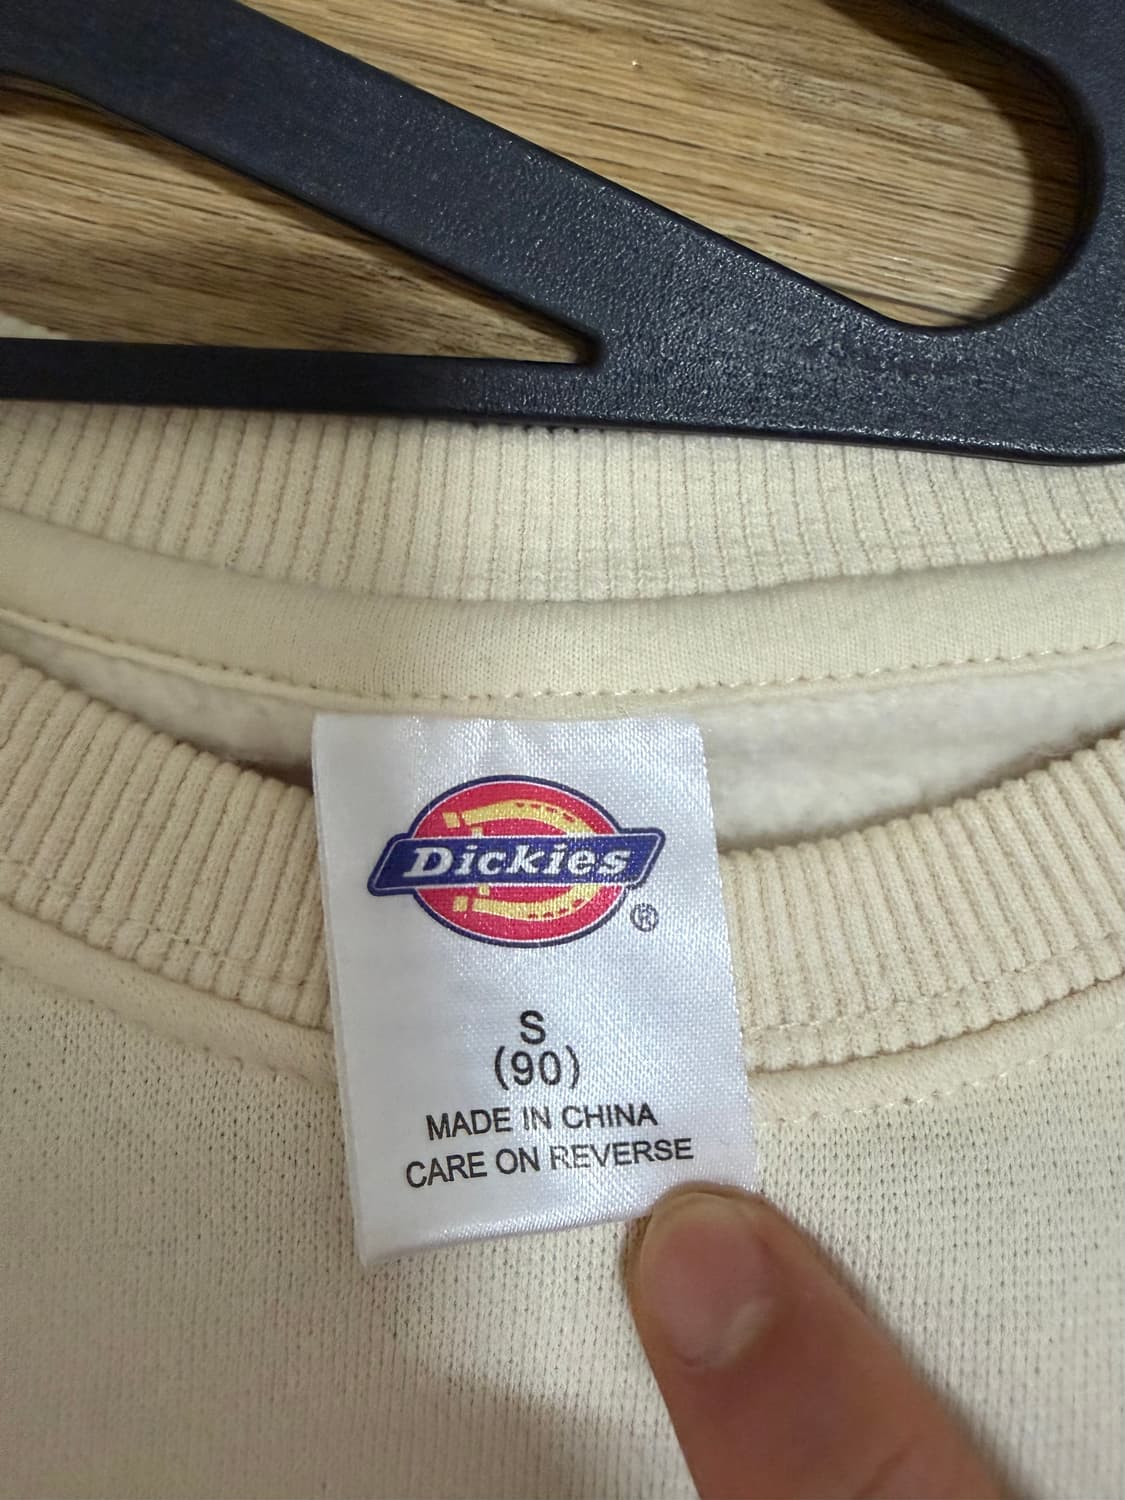 Dickies
®
S
(90)
MADE IN CHINA
CARE ON REVERSE